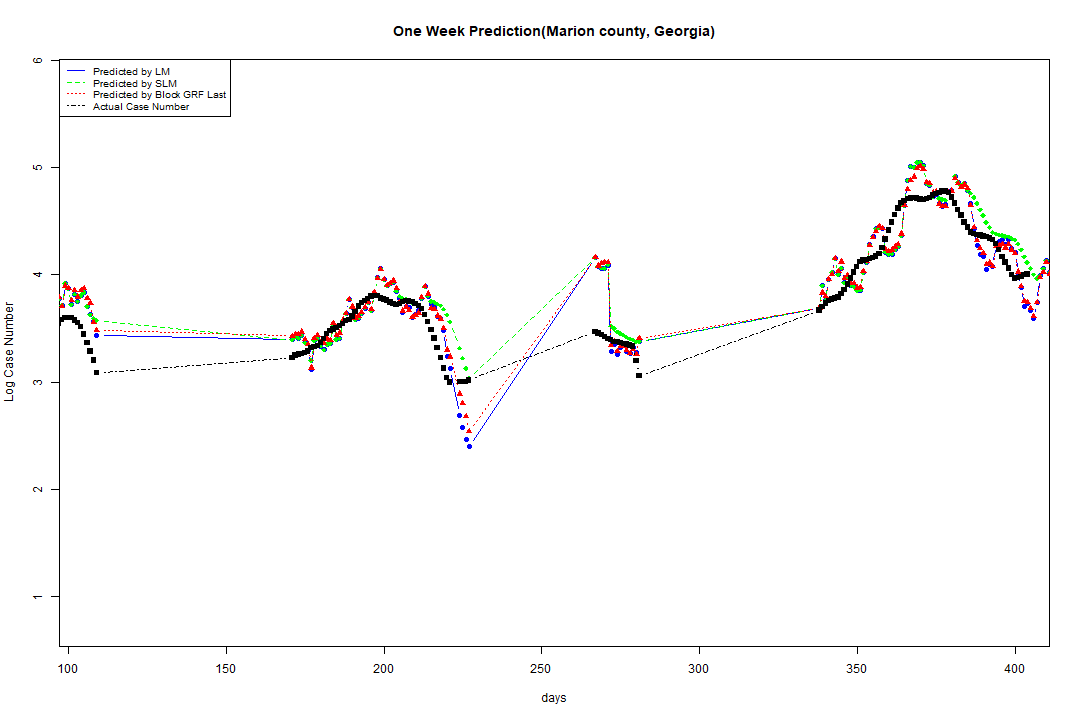 One Week Prediction(Marion county, Georgia)
Predicted by LM
Predicted by SLM
Predicted by Block GRF Last
Actual Case Number
6
5
4
3
2
1
Log Case Number
100 150 200 250 300 350 400
days